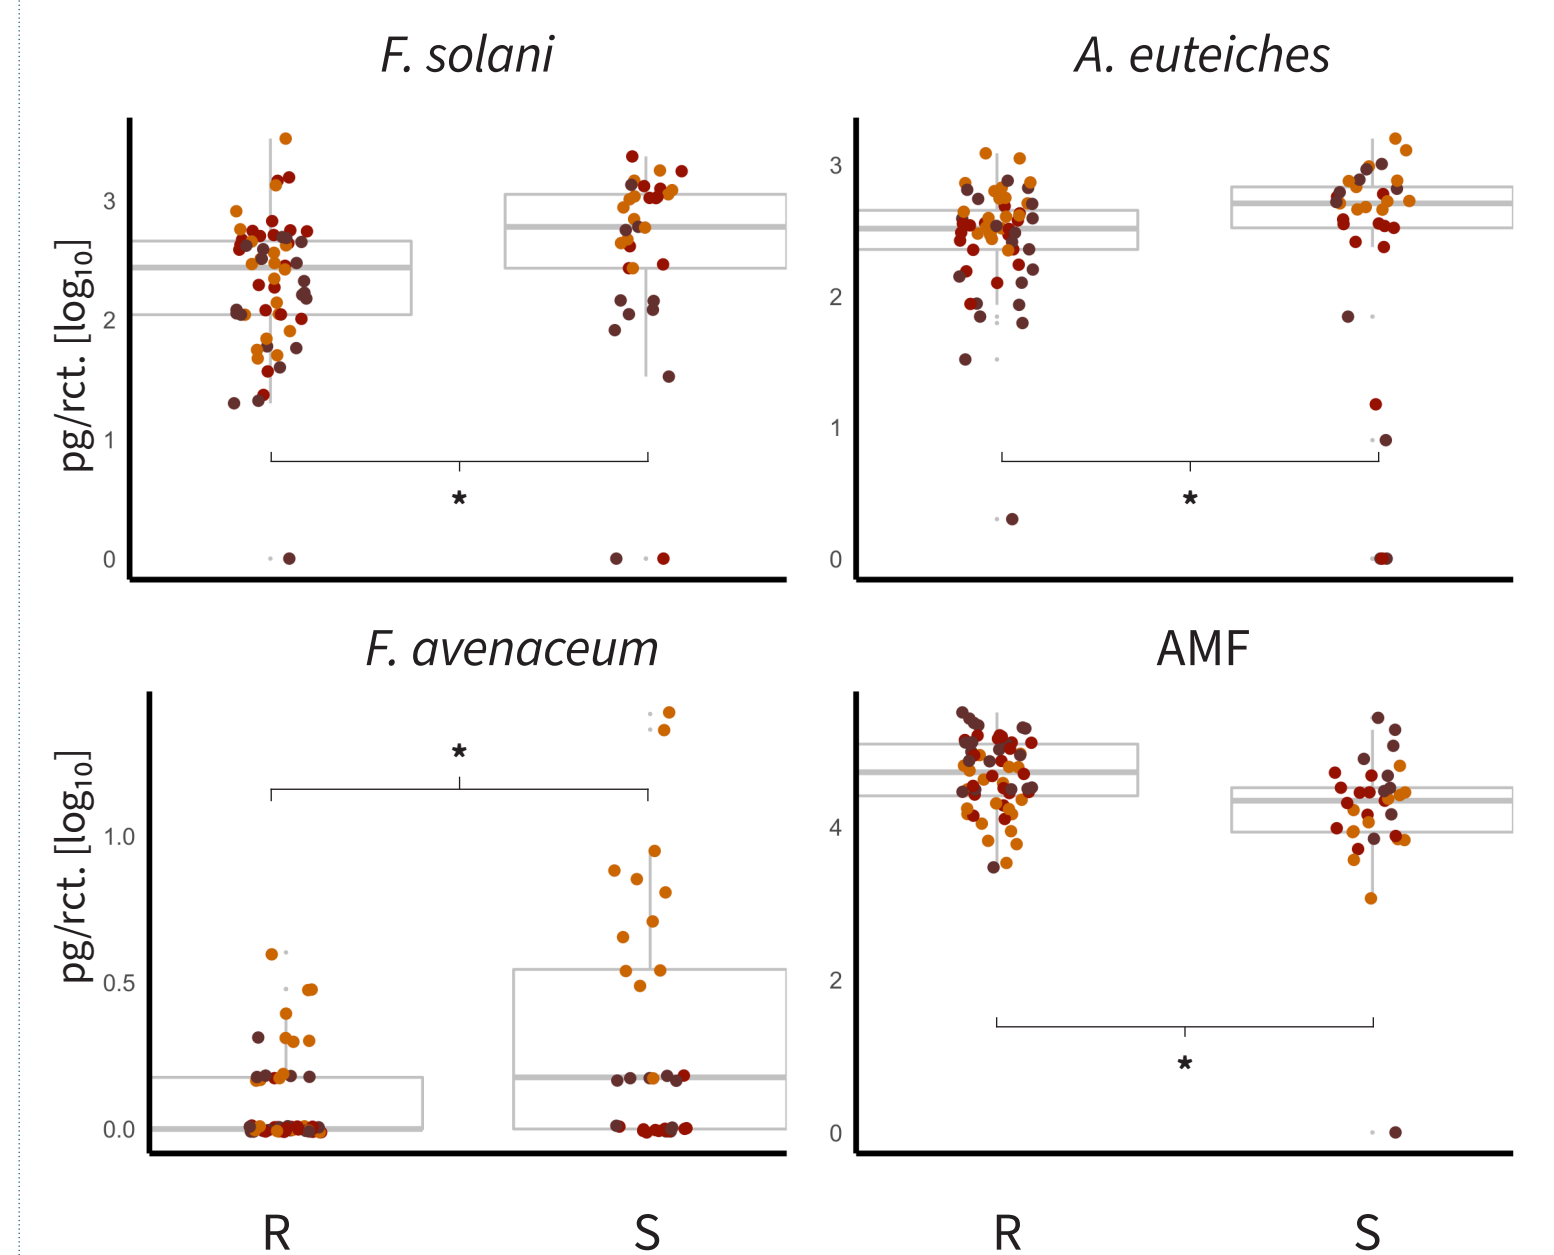 F. solani
A. euteiches
pg/rct. [log₁₀]
3
2
1
0
*
3
2
1
0
*
F. avenaceum
AMF
pg/rct. [log₁₀]
1.0
0.5
0.0
*
4
2
0
*
R
S
R
S